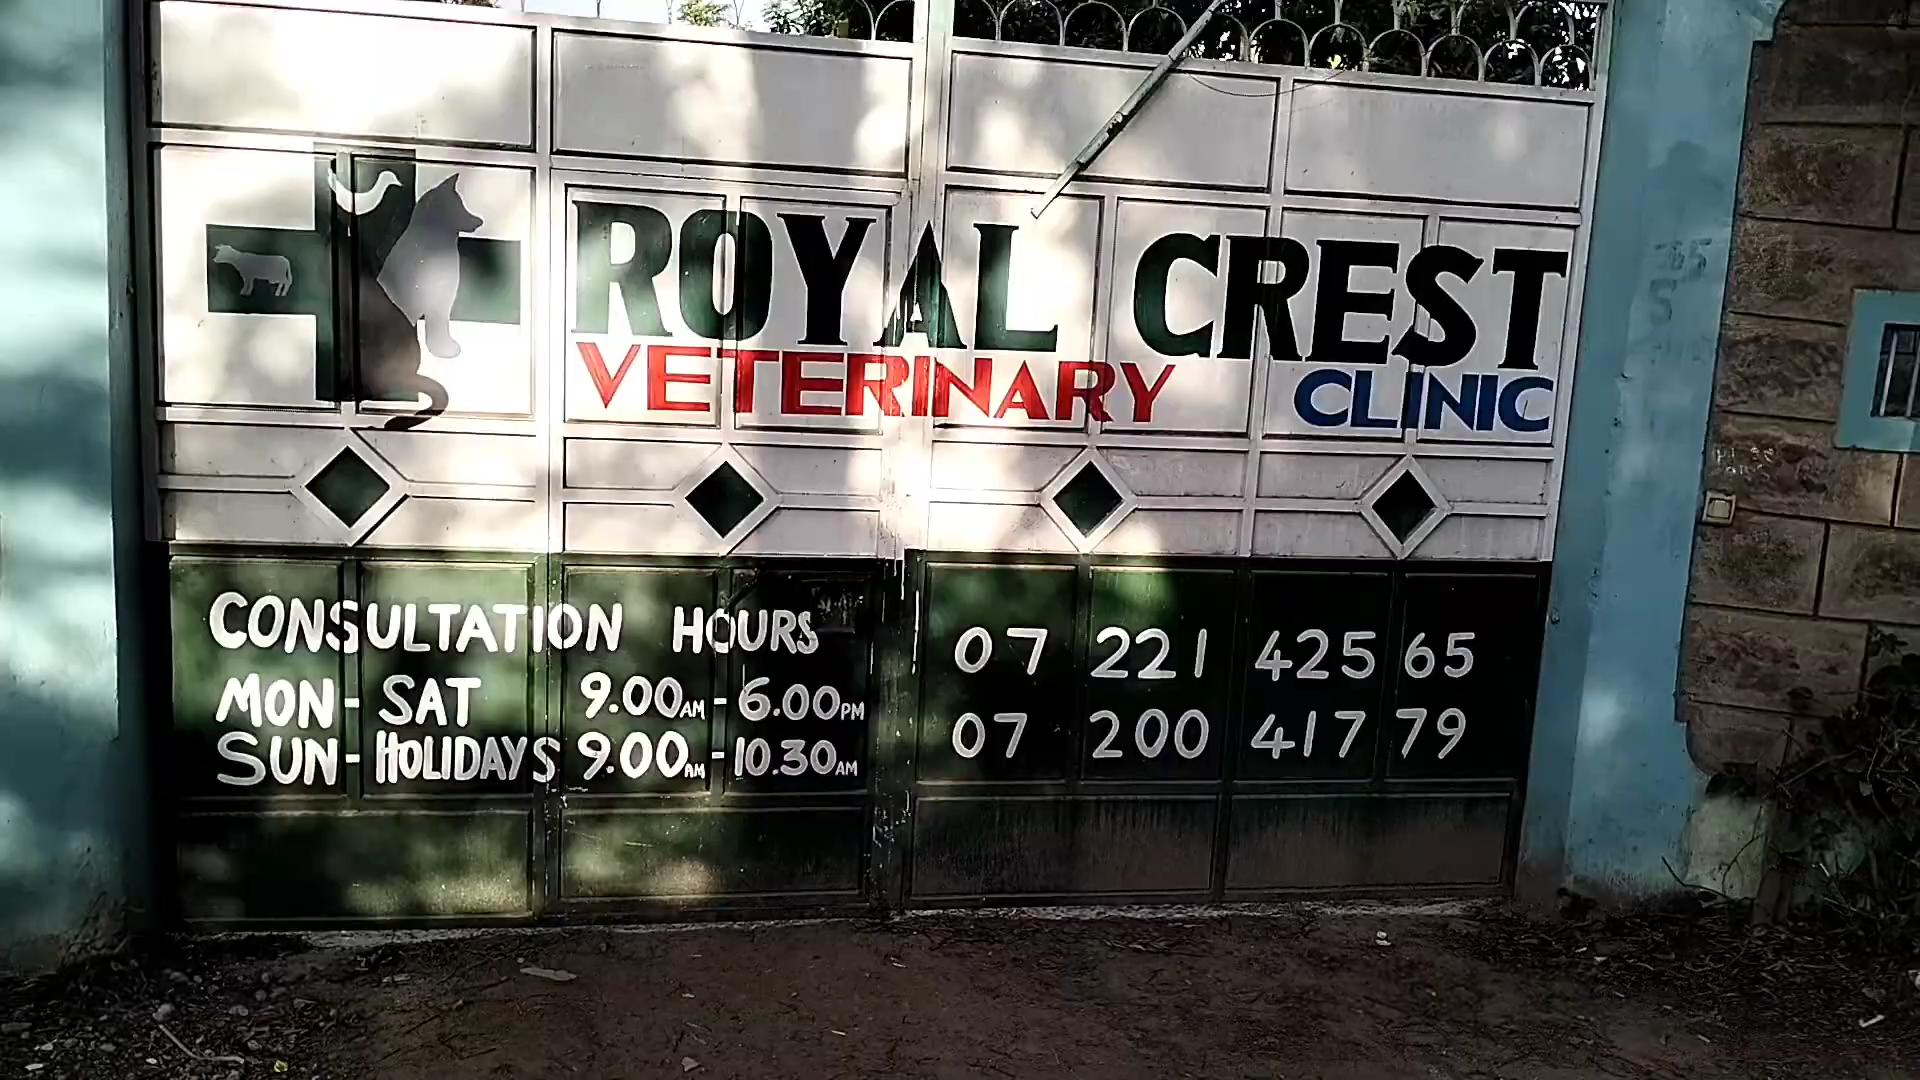 ROYAL CREST
VETERINARY CLINIC
CONSULTATION HOURS
MON - SAT 9.00AM - 6.00PM
SUN - HOLIDAYS 9.00AM - 10.30AM
07 221 425 65
07 200 417 79